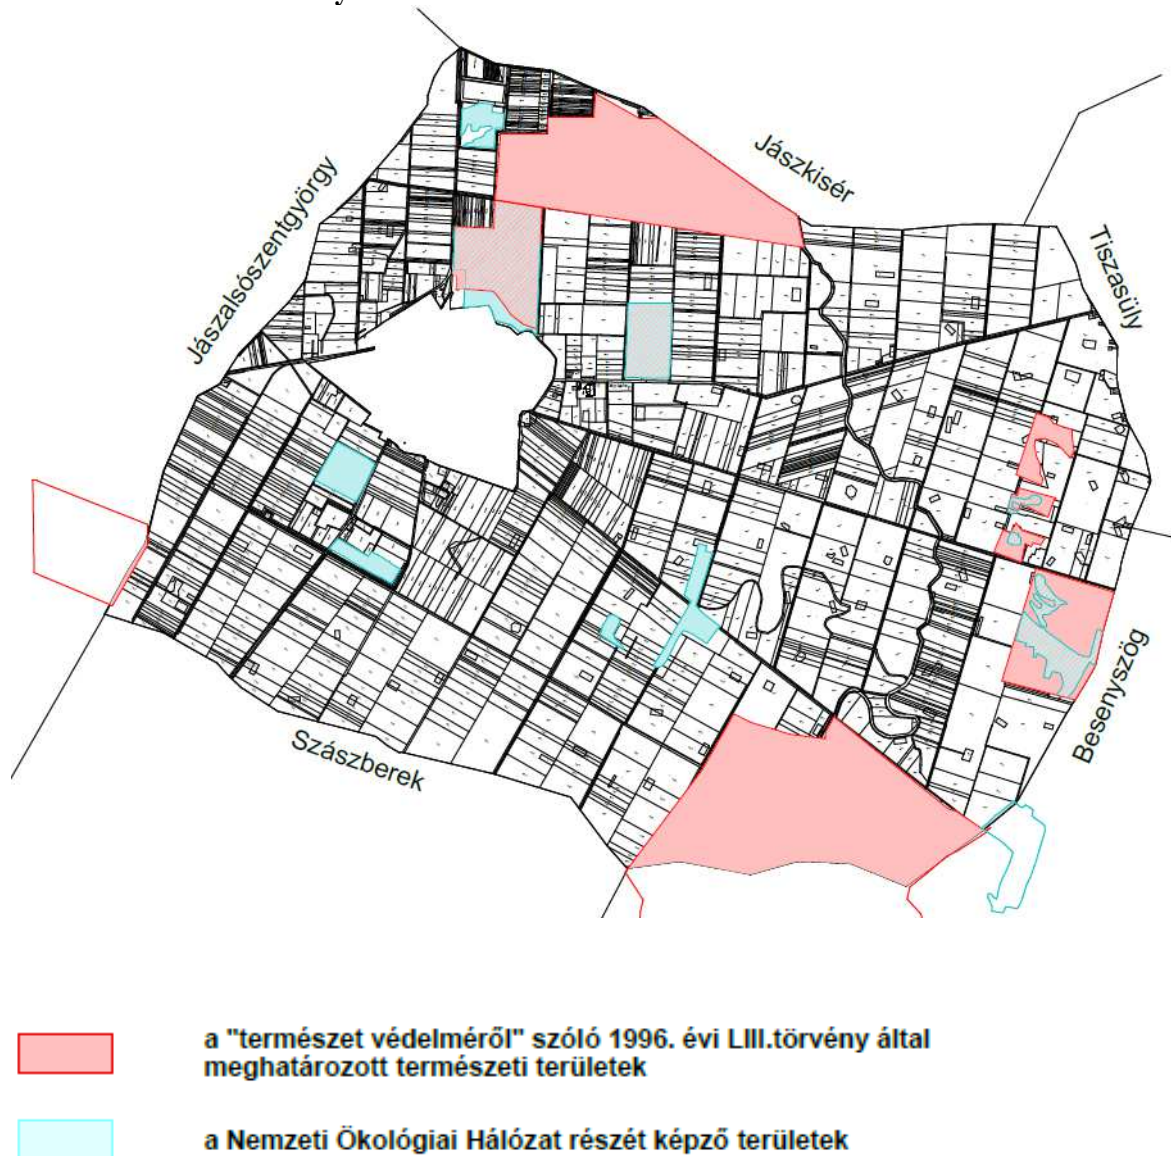 Jászkisér
Jászalsószentgyörgy
Tiszasüly
Besenyszög
Szászberek
a "természet védelméről" szóló 1996. évi LIII.törvény által
meghatározott természeti területek
a Nemzeti Ökológiai Hálózat részét képző területek